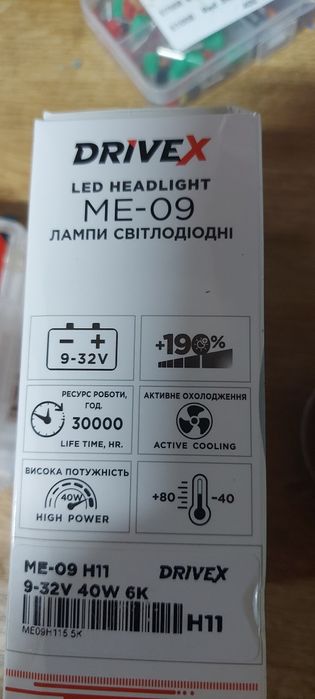 DRIVEX
LED HEADLIGHT
ME-09
ЛАМПИ СВІТЛОДІОДНІ
- +
9-32V
+190%
РЕСУРС РОБОТИ,
ГОД.
30000
LIFE TIME, HR.
АКТИВНЕ ОХОЛОДЖЕННЯ
ACTIVE COOLING
ВИСОКА ПОТУЖНІСТЬ
40W
HIGH POWER
+80 -40
ME-09 H11 DRIVEX
9-32V 40W 6K
H11
ME09H115.5K